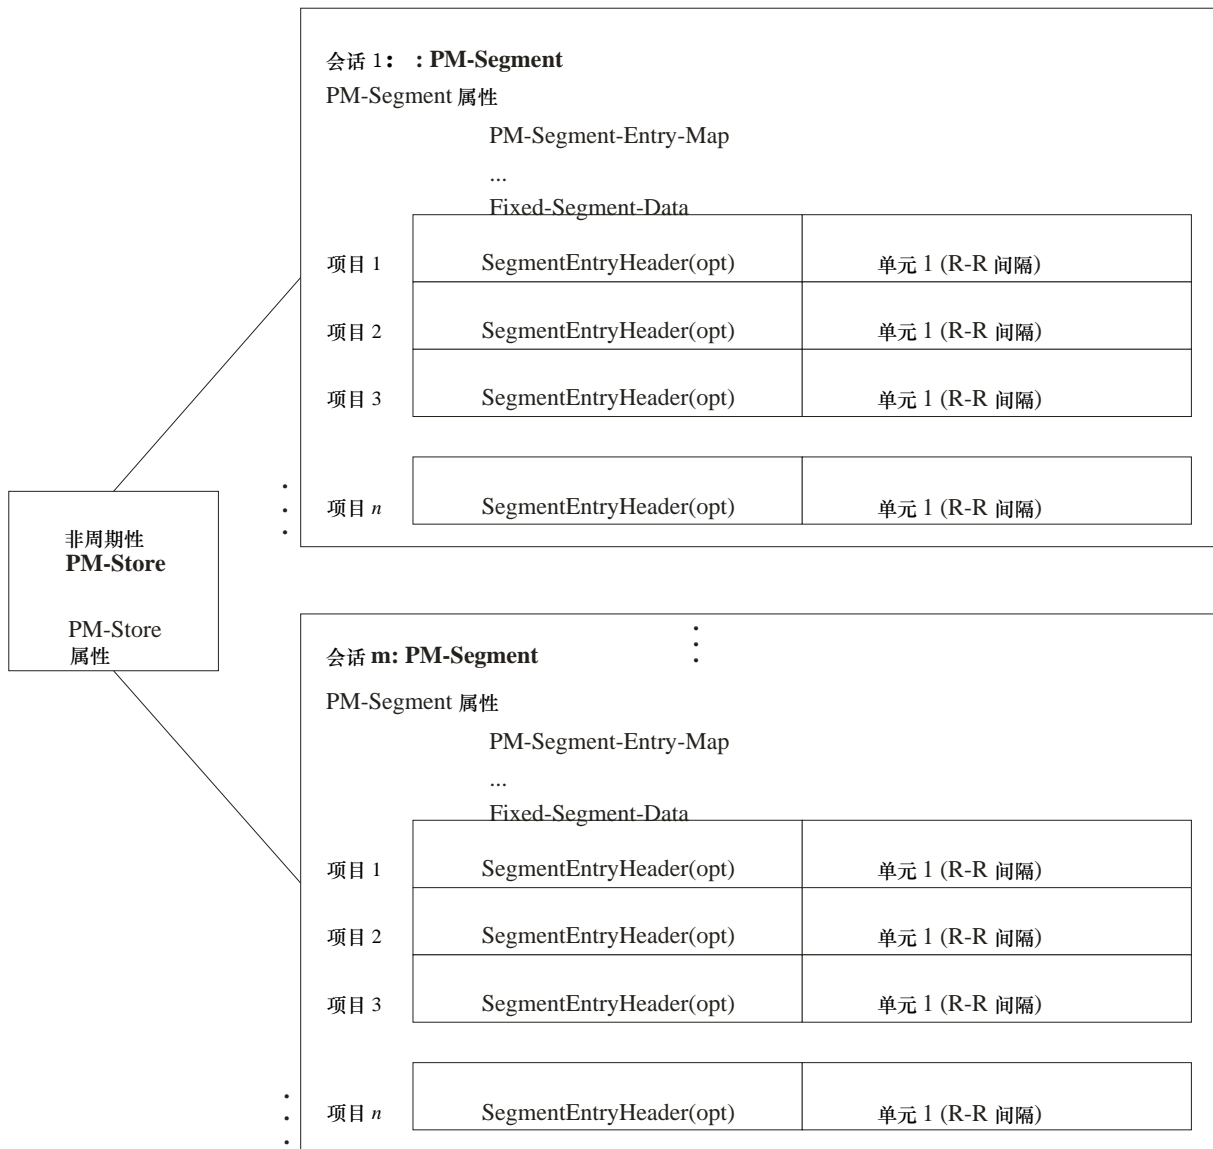 会话 1： : PM-Segment
PM-Segment 属性
PM-Segment-Entry-Map
...
Fixed-Segment-Data
项目 1 SegmentEntryHeader(opt) 单元 1 (R-R 间隔)
项目 2 SegmentEntryHeader(opt) 单元 1 (R-R 间隔)
项目 3 SegmentEntryHeader(opt) 单元 1 (R-R 间隔)
项目 n SegmentEntryHeader(opt) 单元 1 (R-R 间隔)
非周期性
PM-Store
PM-Store
属性
会话 m: PM-Segment
PM-Segment 属性
PM-Segment-Entry-Map
...
Fixed-Segment-Data
项目 1 SegmentEntryHeader(opt) 单元 1 (R-R 间隔)
项目 2 SegmentEntryHeader(opt) 单元 1 (R-R 间隔)
项目 3 SegmentEntryHeader(opt) 单元 1 (R-R 间隔)
项目 n SegmentEntryHeader(opt) 单元 1 (R-R 间隔)